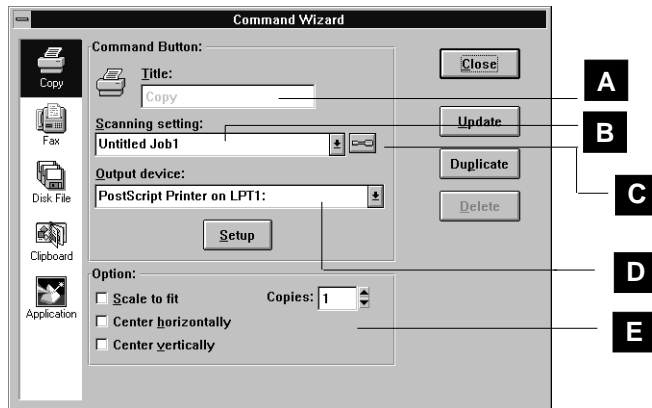 Command Wizard
Copy
Fax
Disk File
Clipboard
Application
Command Button:
Title:
Copy
Scanning setting:
Untitled Job1
Output device:
PostScript Printer on LPT1:
Setup
Option:
Scale to fit
Copies: 1
Center horizontally
Center vertically
Close
Update
Duplicate
Delete
A
B
C
D
E